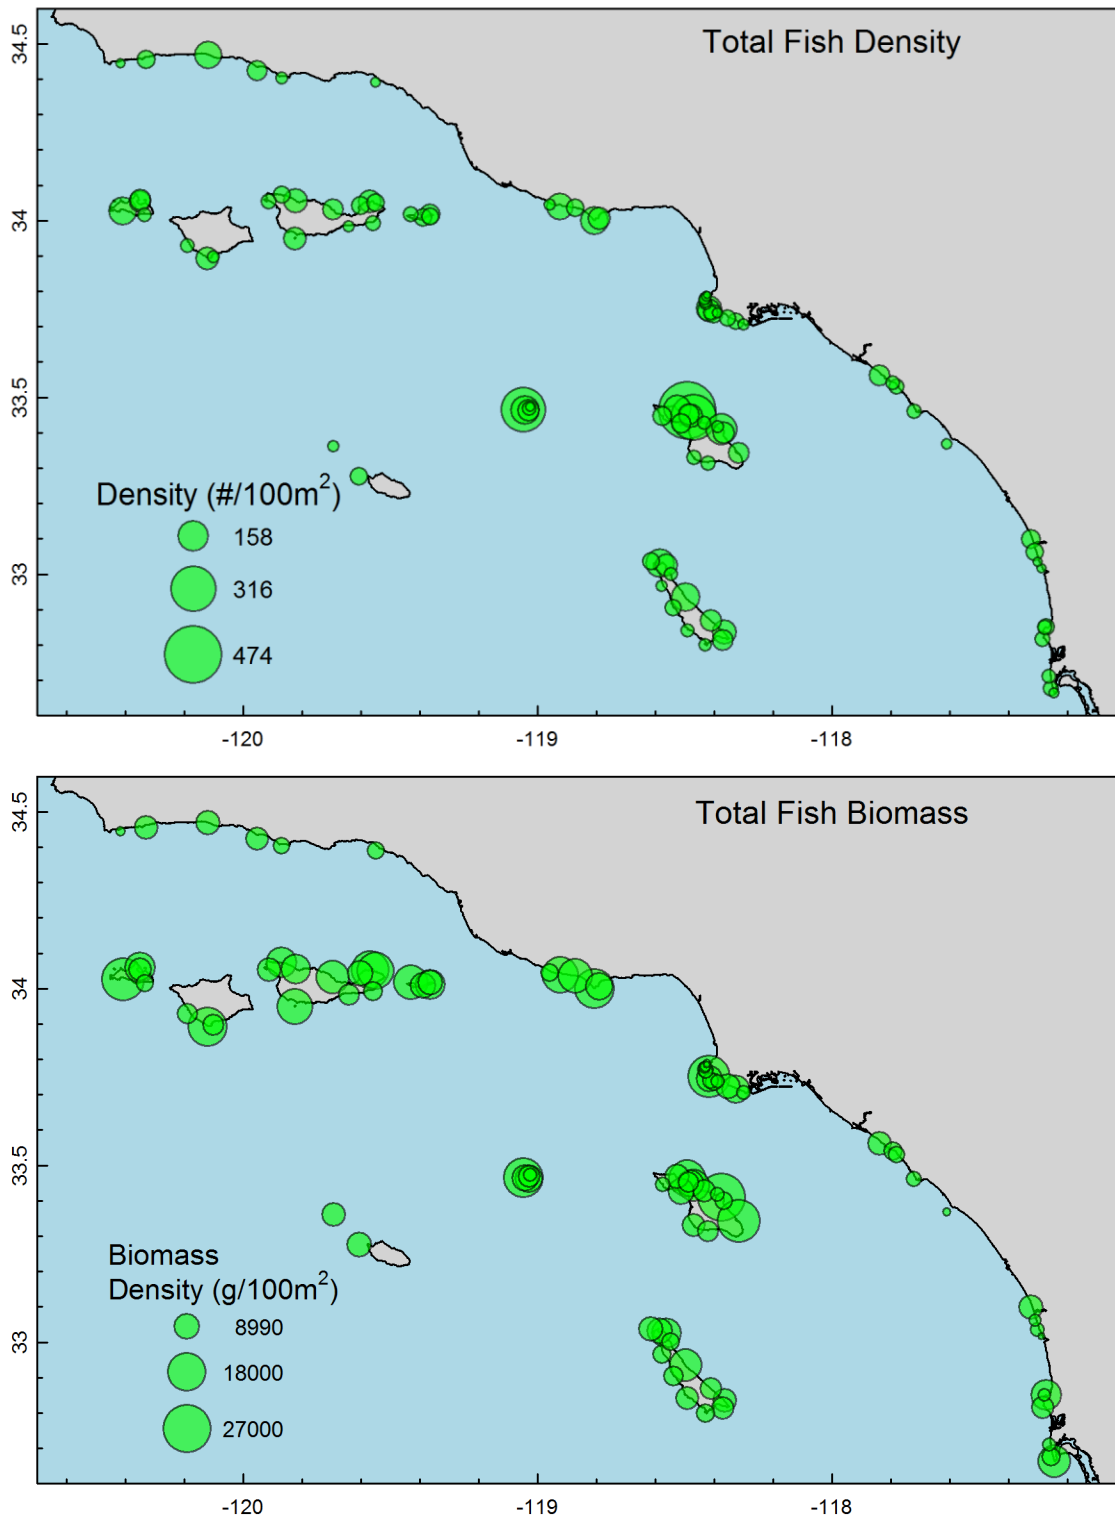 Total Fish Density
34.5
34
33.5
33
Density (#/100m²)
158
316
474
-120 -119 -118
Total Fish Biomass
34.5
34
33.5
33
Biomass
Density (g/100m²)
8990
18000
27000
-120 -119 -118